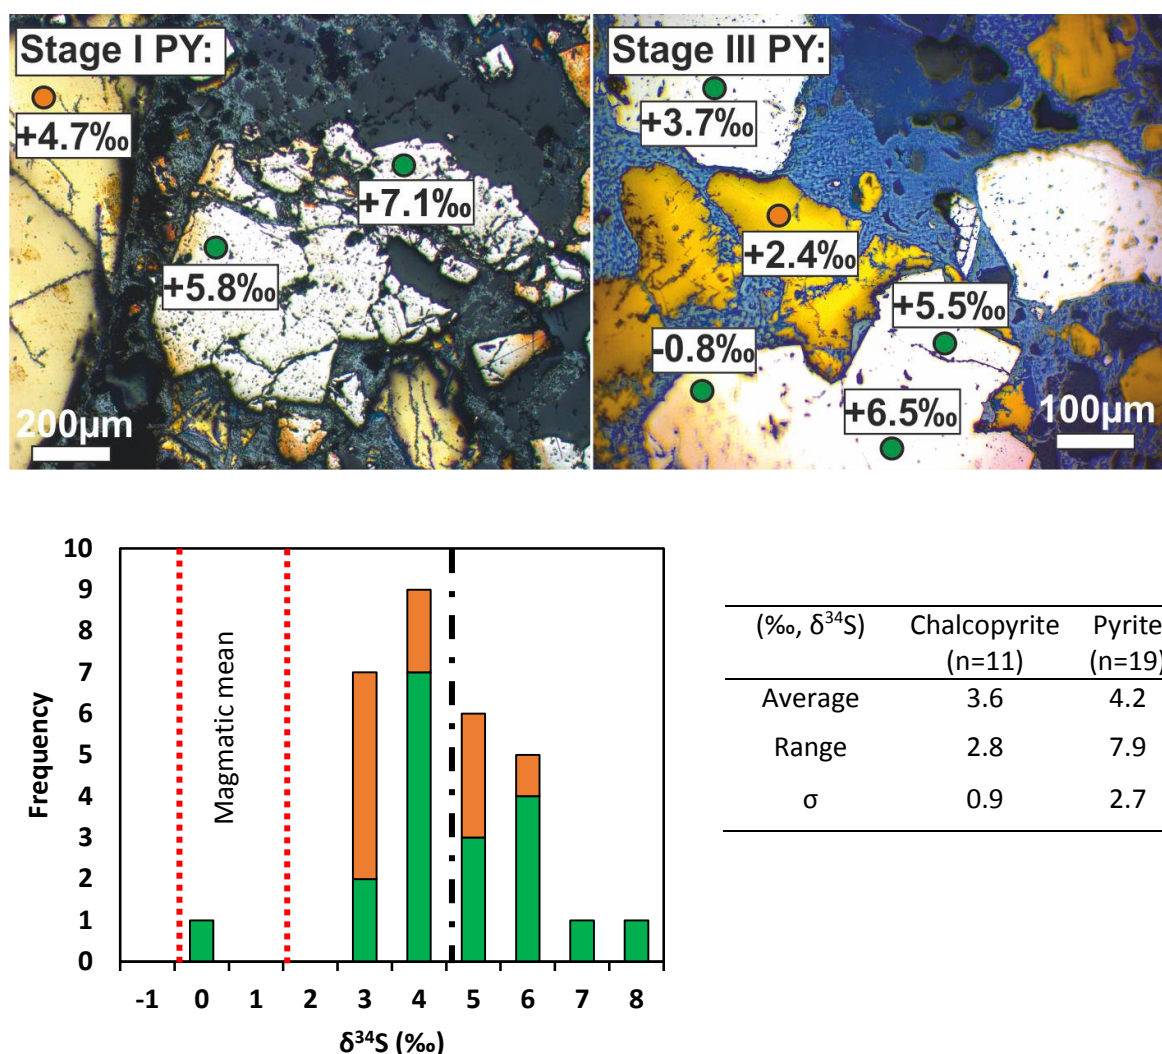 Stage I PY:
+4.7‰
+7.1‰
+5.8‰
200µm
Stage III PY:
+3.7‰
+2.4‰
+5.5‰
-0.8‰
+6.5‰
100µm
10
9
8
7
6
5
4
3
2
1
0
Frequency
Magmatic mean
-1 0 1 2 3 4 5 6 7 8
δ³⁴S (‰)
(‰, δ³⁴S) Chalcopyrite Pyrite
(n=11) (n=19)
Average 3.6 4.2
Range 2.8 7.9
σ 0.9 2.7